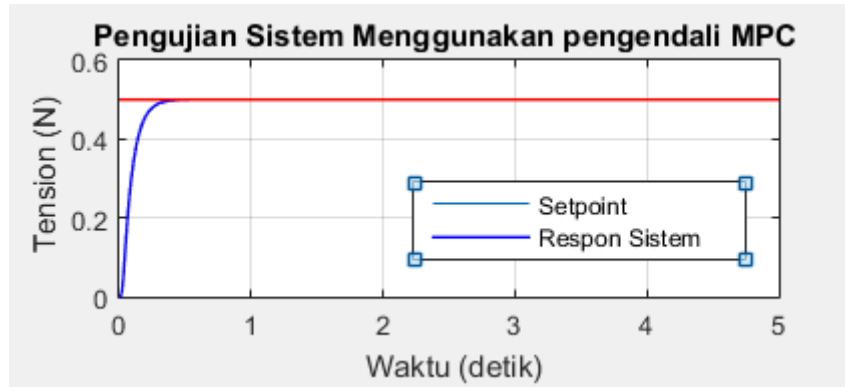 Pengujian Sistem Menggunakan pengendali MPC
0.6
0.4
0.2
0
Tension (N)
Setpoint
Respon Sistem
0 1 2 3 4 5
Waktu (detik)